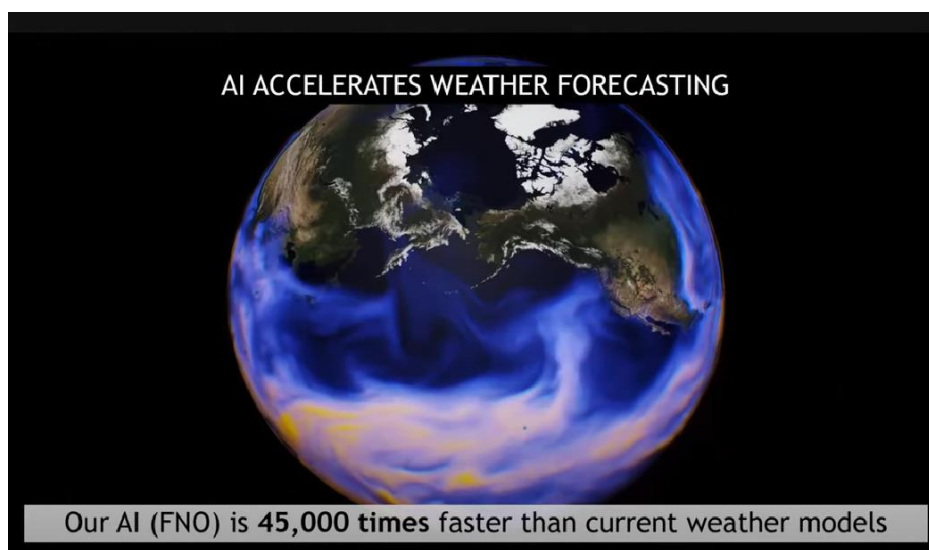 AI ACCELERATES WEATHER FORECASTING
Our AI (FNO) is 45,000 times faster than current weather models